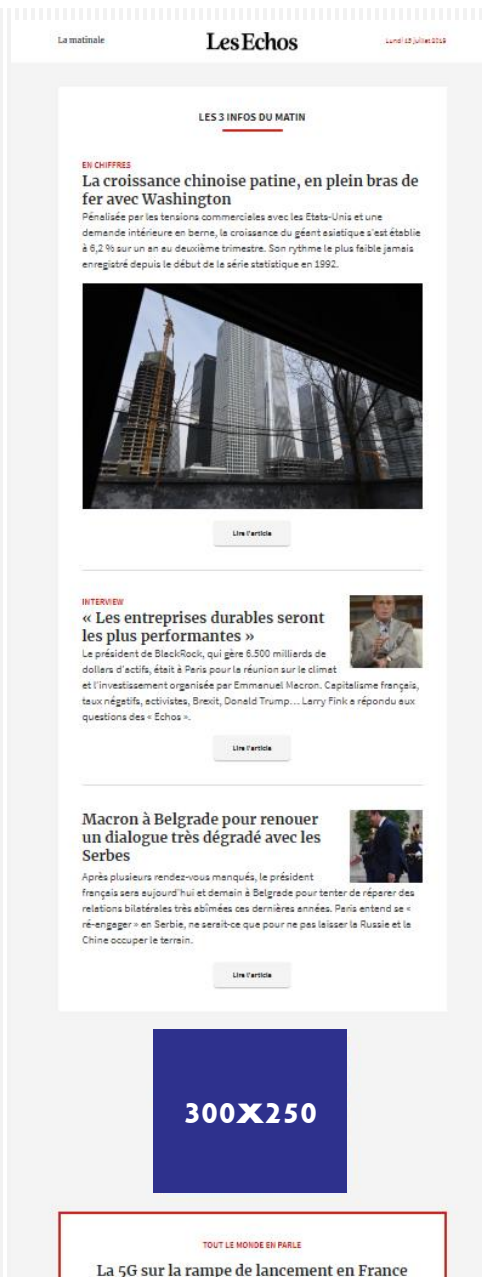 La matinale
Les Echos
Lundi 15 juillet 2019
LES 3 INFOS DU MATIN
EN CHIFFRES
La croissance chinoise patine, en plein bras de
fer avec Washington
Pénalisée par les tensions commerciales avec les Etats-Unis et une
demande intérieure en berne, la croissance du géant asiatique s'est établie
à 6,2 % sur un an au deuxième trimestre. Son rythme le plus faible jamais
enregistré depuis le début de la série statistique en 1992.
Lire l'article
INTERVIEW
« Les entreprises durables seront
les plus performantes »
Le président de BlackRock, qui gère 6.500 milliards de
dollars d'actifs, était à Paris pour la réunion sur le climat
et l'investissement organisée par Emmanuel Macron. Capitalisme français,
taux négatifs, activistes, Brexit, Donald Trump… Larry Fink a répondu aux
questions des « Echos ».
Lire l'article
Macron à Belgrade pour renouer
un dialogue très dégradé avec les
Serbes
Après plusieurs rendez-vous manqués, le président
français sera aujourd'hui et demain à Belgrade pour tenter de réparer des
relations bilatérales très abîmées ces dernières années. Paris entend se «
ré-engager » en Serbie, ne serait-ce que pour ne pas laisser la Russie et la
Chine occuper le terrain.
Lire l'article
300X250
TOUT LE MONDE EN PARLE
La 5G sur la rampe de lancement en France